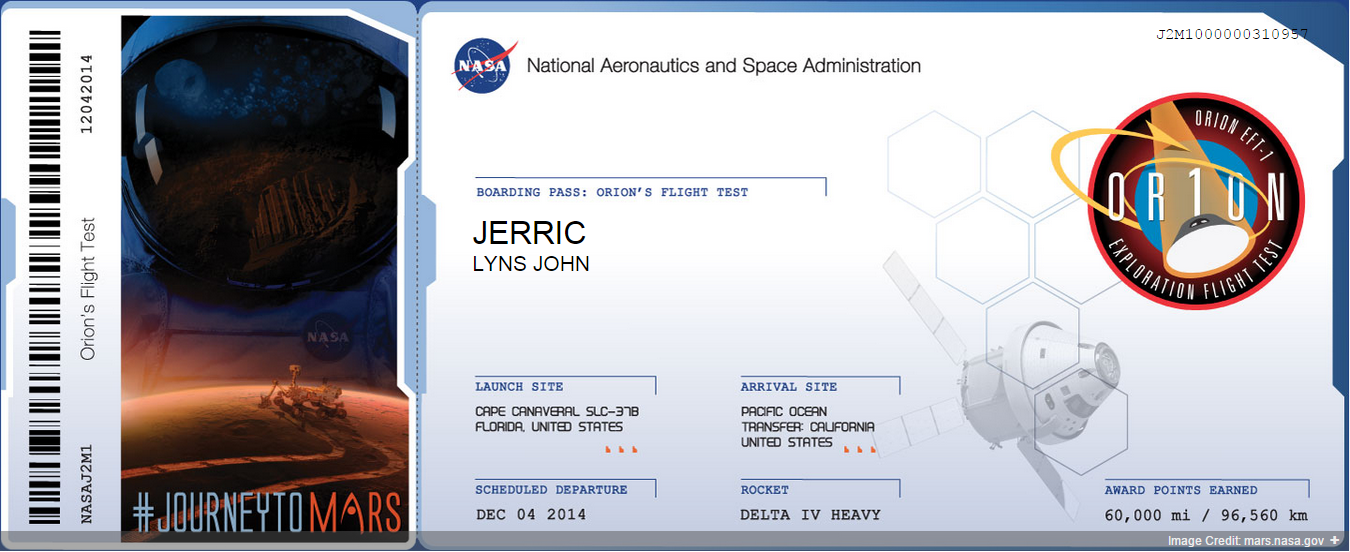 12042014
Orion's Flight Test
NASAJ2M1
NASA
#JOURNEYTOMARS
J2M1000000310957
NASA
National Aeronautics and Space Administration
ORION EFT-1
OR1ON
EXPLORATION FLIGHT TEST
BOARDING PASS: ORION'S FLIGHT TEST
JERRIC
LYNS JOHN
LAUNCH SITE
CAPE CANAVERAL SLC-37B
FLORIDA, UNITED STATES
ARRIVAL SITE
PACIFIC OCEAN
TRANSFER: CALIFORNIA
UNITED STATES
SCHEDULED DEPARTURE
DEC 04 2014
ROCKET
DELTA IV HEAVY
AWARD POINTS EARNED
60,000 mi / 96,560 km
Image Credit: mars.nasa.gov +